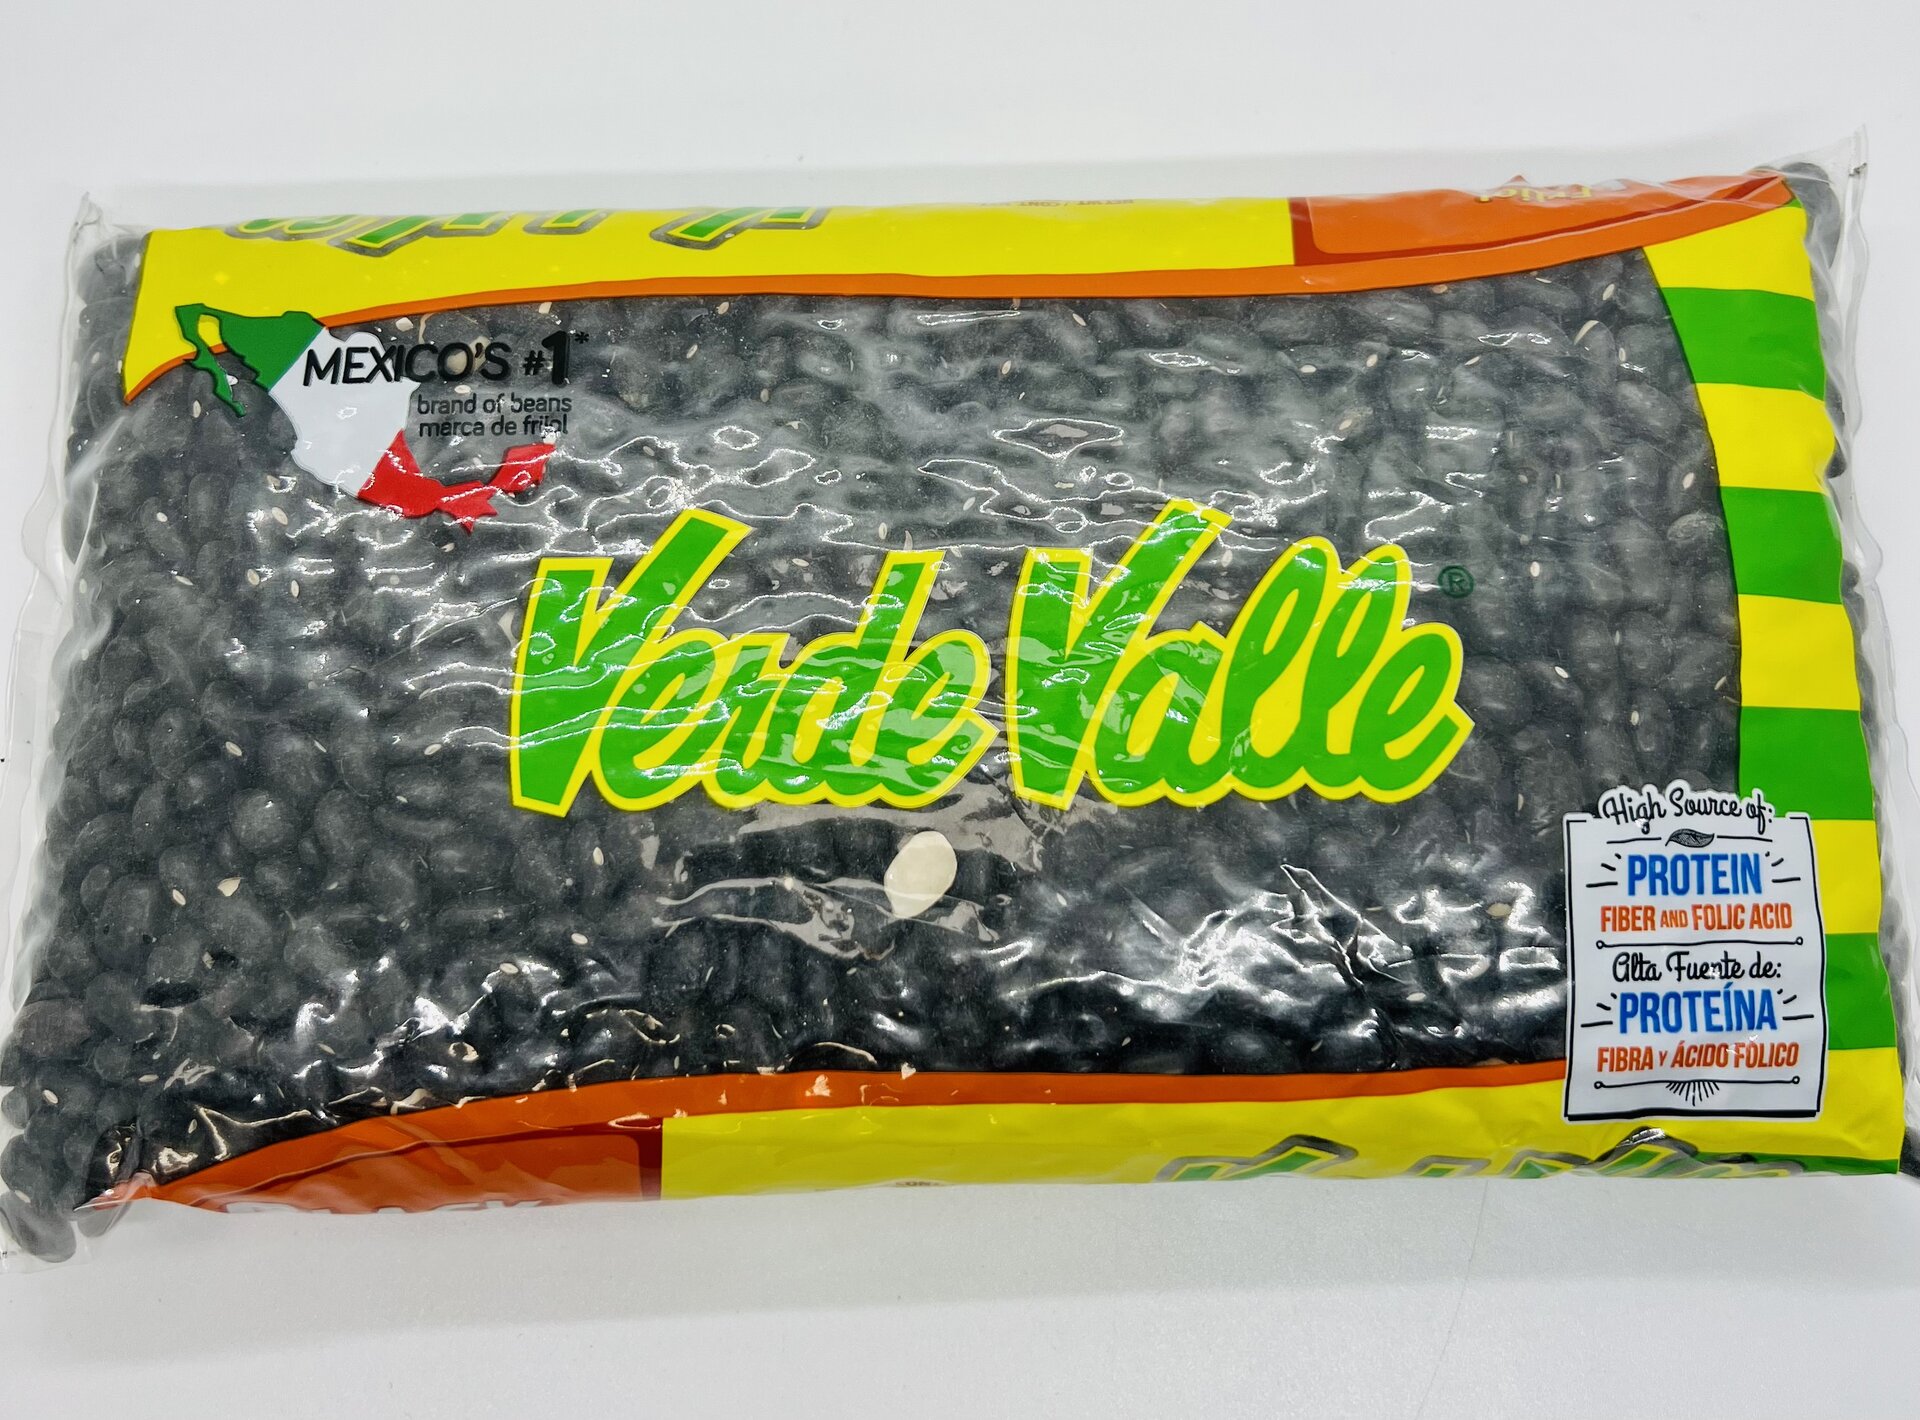 Frijol
MEXICO'S #1*
brand of beans
marca de frijol
Verde Valle®
High Source of:
PROTEIN
FIBER AND FOLIC ACID
Alta Fuente de:
PROTEÍNA
FIBRA Y ÁCIDO FÓLICO